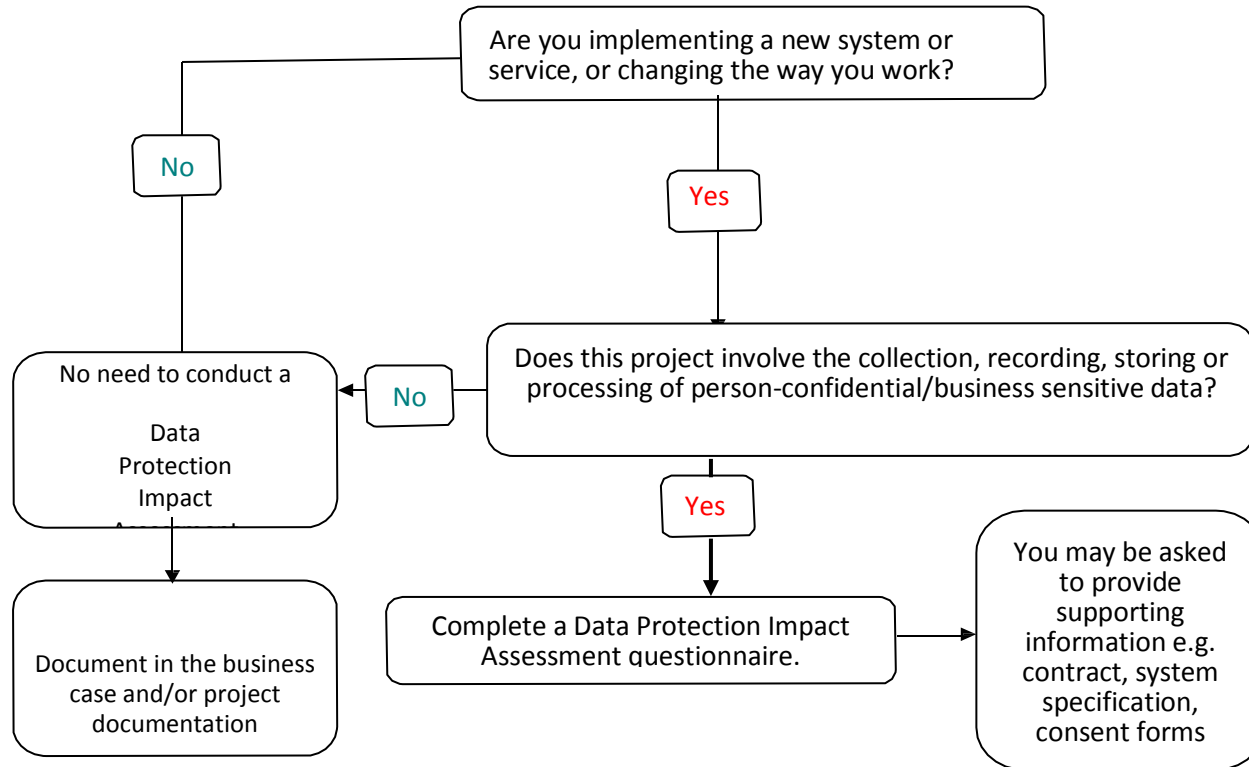 Are you implementing a new system or
service, or changing the way you work?
No
Yes
Does this project involve the collection, recording, storing or
processing of person-confidential/business sensitive data?
No
No need to conduct a
Data
Protection
Impact
Yes
You may be asked
to provide
supporting
information e.g.
contract, system
specification,
consent forms
Complete a Data Protection Impact
Assessment questionnaire.
Document in the business
case and/or project
documentation